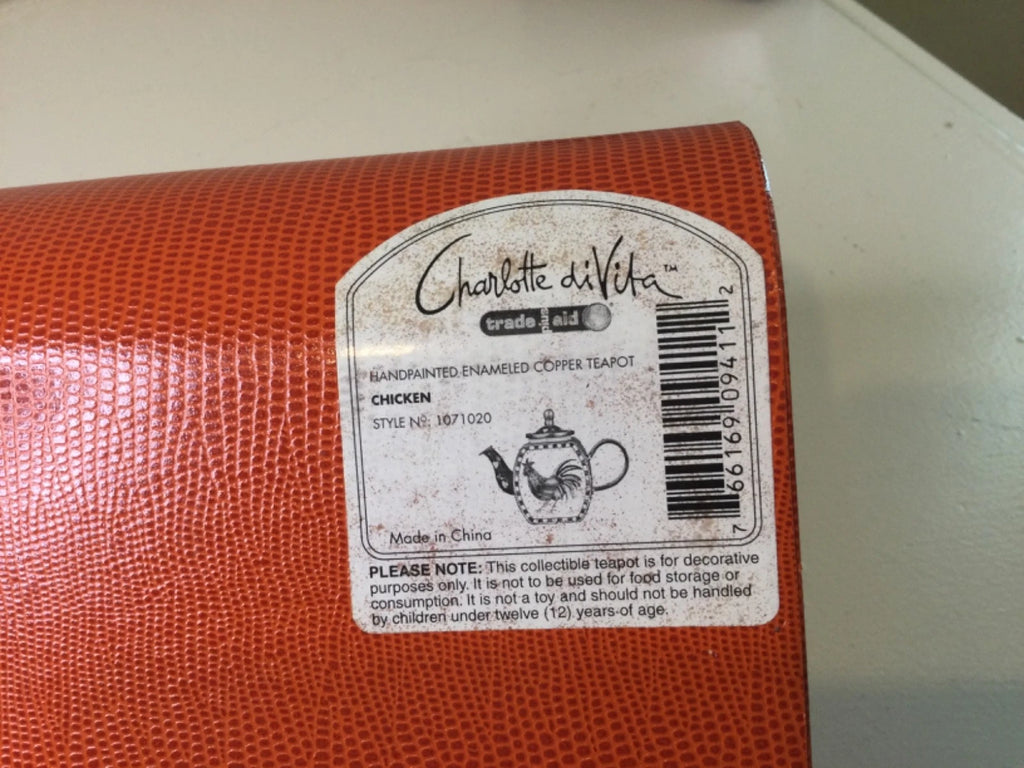 Charlotte diVita™
trade plus aid
HANDPAINTED ENAMELED COPPER TEAPOT
CHICKEN
STYLE Nº: 1071020
Made in China
7 66169 09411 2
PLEASE NOTE: This collectible teapot is for decorative
purposes only. It is not to be used for food storage or
consumption. It is not a toy and should not be handled
by children under twelve (12) years of age.